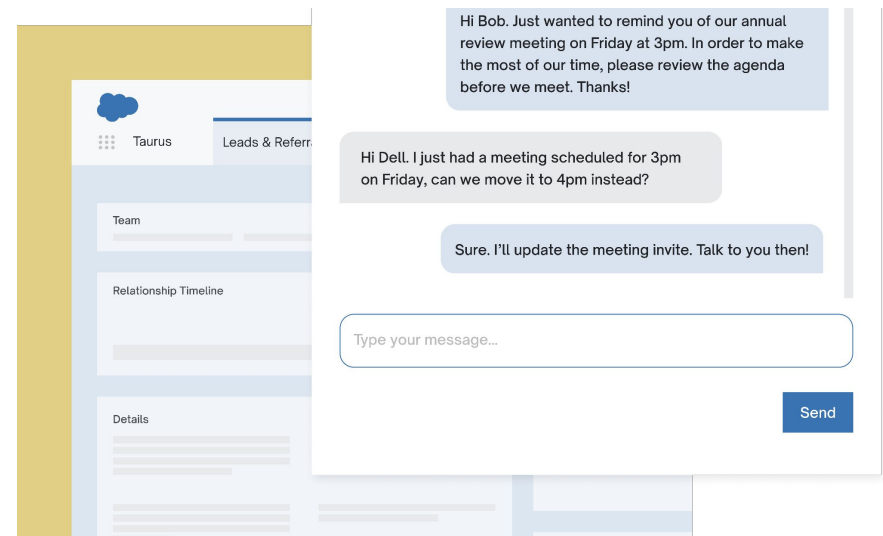 Hi Bob. Just wanted to remind you of our annual
review meeting on Friday at 3pm. In order to make
the most of our time, please review the agenda
before we meet. Thanks!
Hi Dell. I just had a meeting scheduled for 3pm
on Friday, can we move it to 4pm instead?
Sure. I’ll update the meeting invite. Talk to you then!
Type your message...
Send
Taurus
Leads & Referr
Team
Relationship Timeline
Details